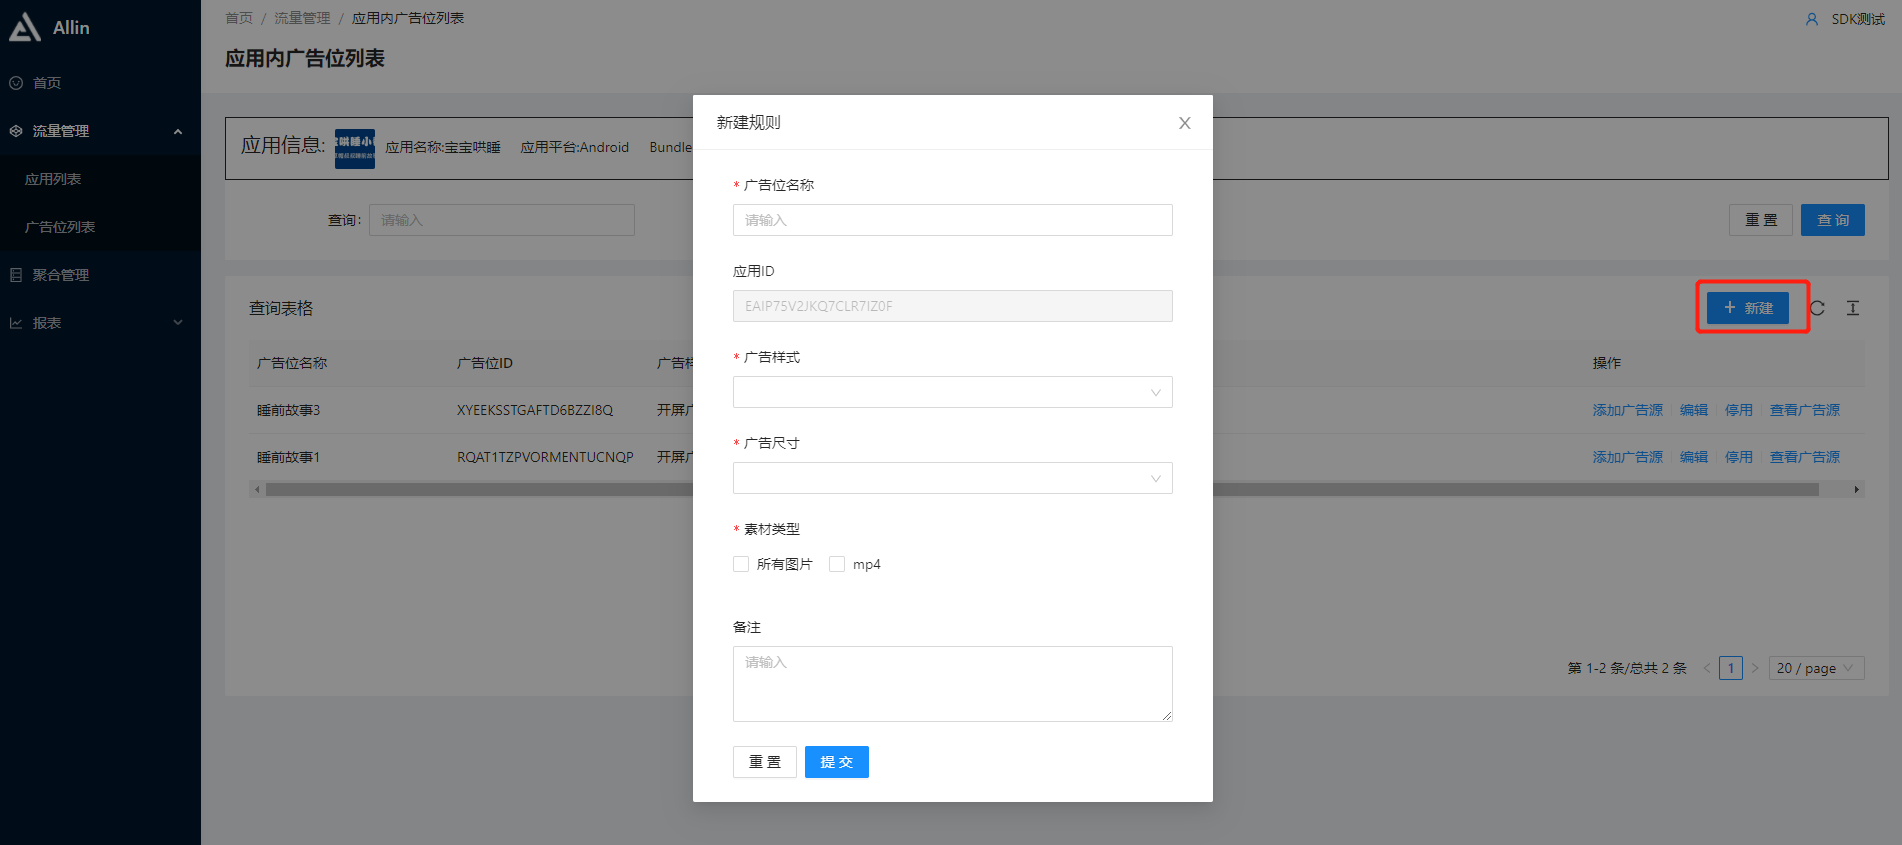 Allin
首页 / 流量管理 / 应用内广告位列表
SDK测试
应用内广告位列表
首页
流量管理
应用列表
广告位列表
聚合管理
报表
应用信息:
应用名称:宝宝哄睡
应用平台:Android
Bundle
查询:
请输入
重 置
查 询
查询表格
新建
广告位名称
广告位ID
操作
睡前故事3
XYEEKSSTGAFTD6BZZI8Q
开屏
添加广告源
编辑
停用
查看广告源
睡前故事1
RQAT1TZPVORMENTUCNQP
开屏
添加广告源
编辑
停用
查看广告源
第 1-2 条/总共 2 条
1
20 / page
新建规则
* 广告位名称
请输入
应用ID
EAIP75V2JKQ7CLR7IZ0F
* 广告样式
* 广告尺寸
* 素材类型
所有图片
mp4
备注
请输入
重 置
提 交